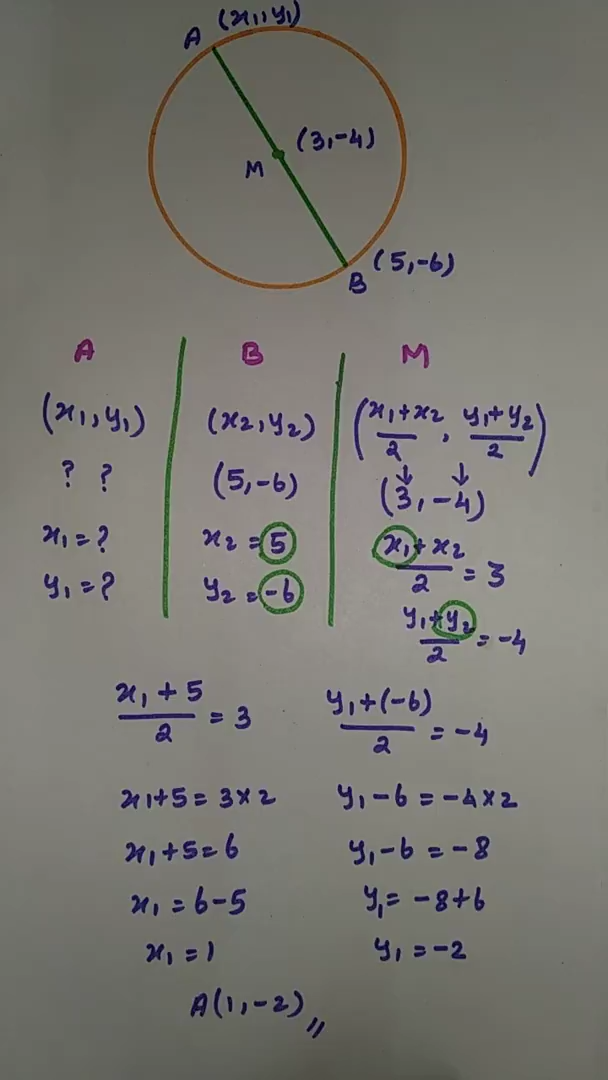 A (x₁, y₁)
(3, -4)
M
B (5, -6)
A B M
(x₁, y₁) (x₂, y₂) ((x₁+x₂)/2 , (y₁+y₂)/2)
? ? (5, -6) ↓ ↓
(3, -4)
x₁ = ? x₂ = 5 (x₁+x₂)/2 = 3
y₁ = ? y₂ = -6 (y₁+y₂)/2 = -4
(x₁ + 5)/2 = 3 (y₁+(-6))/2 = -4
x₁+5 = 3×2 y₁-6 = -4×2
x₁+5 = 6 y₁-6 = -8
x₁ = 6-5 y₁= -8+6
x₁ = 1 y₁ = -2
A(1, -2) 〃